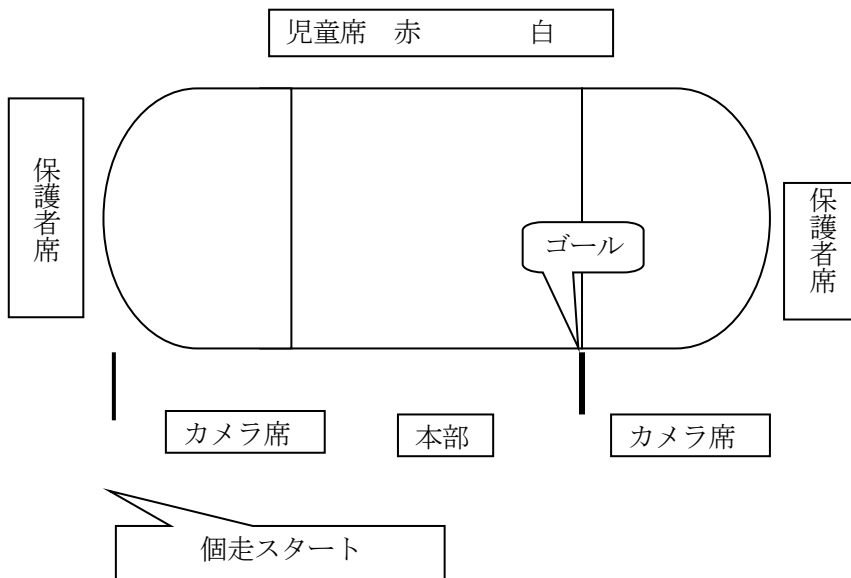 児童席　赤　　　　白
保護者席
保護者席
ゴール
カメラ席
本部
カメラ席
個走スタート